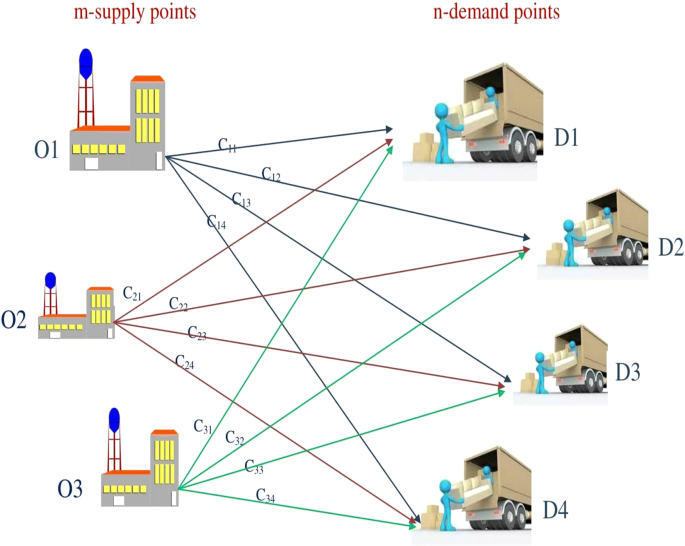 m-supply points
n-demand points
O1
D1
C11
C12
C13
C14
D2
O2
C21
C22
C23
C24
D3
O3
C31
C32
C33
C34
D4